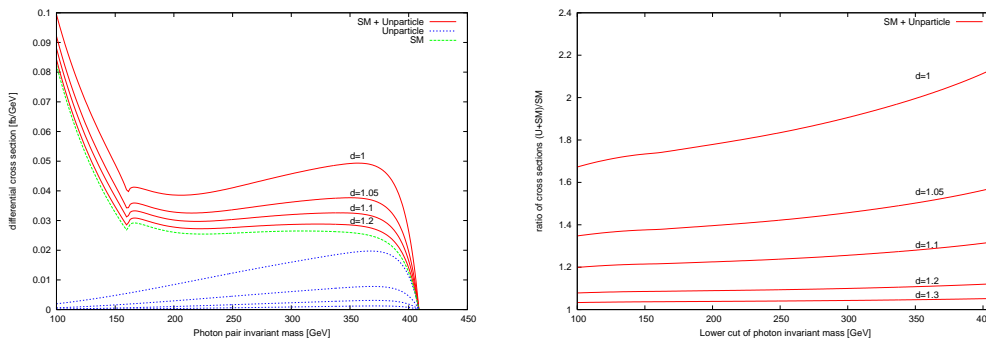 0.1
0.09
0.08
0.07
0.06
0.05
0.04
0.03
0.02
0.01
0
100
150
200
250
300
350
400
450
differential cross section [fb/GeV]
Photon pair invariant mass [GeV]
SM + Unparticle
Unparticle
SM
d=1
d=1.05
d=1.1
d=1.2
2.4
2.2
2
1.8
1.6
1.4
1.2
1
100
150
200
250
300
350
ratio of cross sections (U+SM)/SM
Lower cut of photon invariant mass [GeV]
SM + Unparticle
d=1
d=1.05
d=1.1
d=1.2
d=1.3